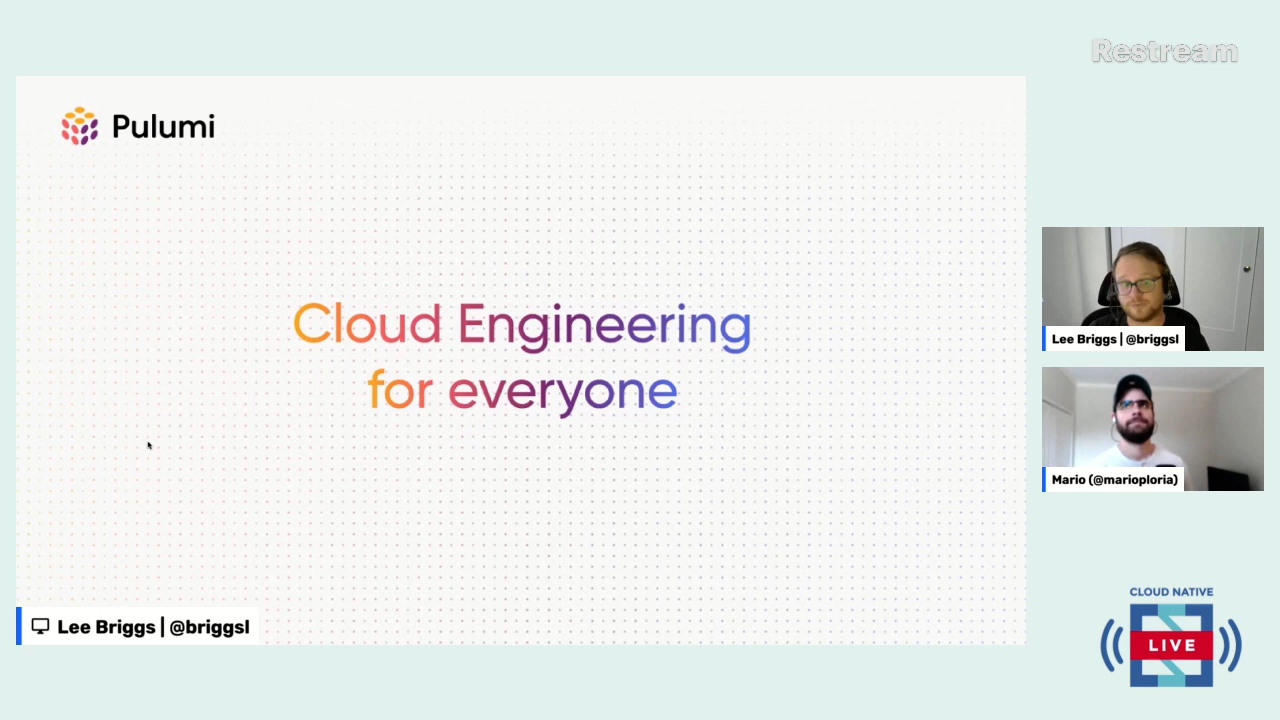 Restream
Pulumi
Cloud Engineering
for everyone
Lee Briggs | @briggsl
Mario (@marioploria)
Lee Briggs | @briggsl
CLOUD NATIVE
LIVE